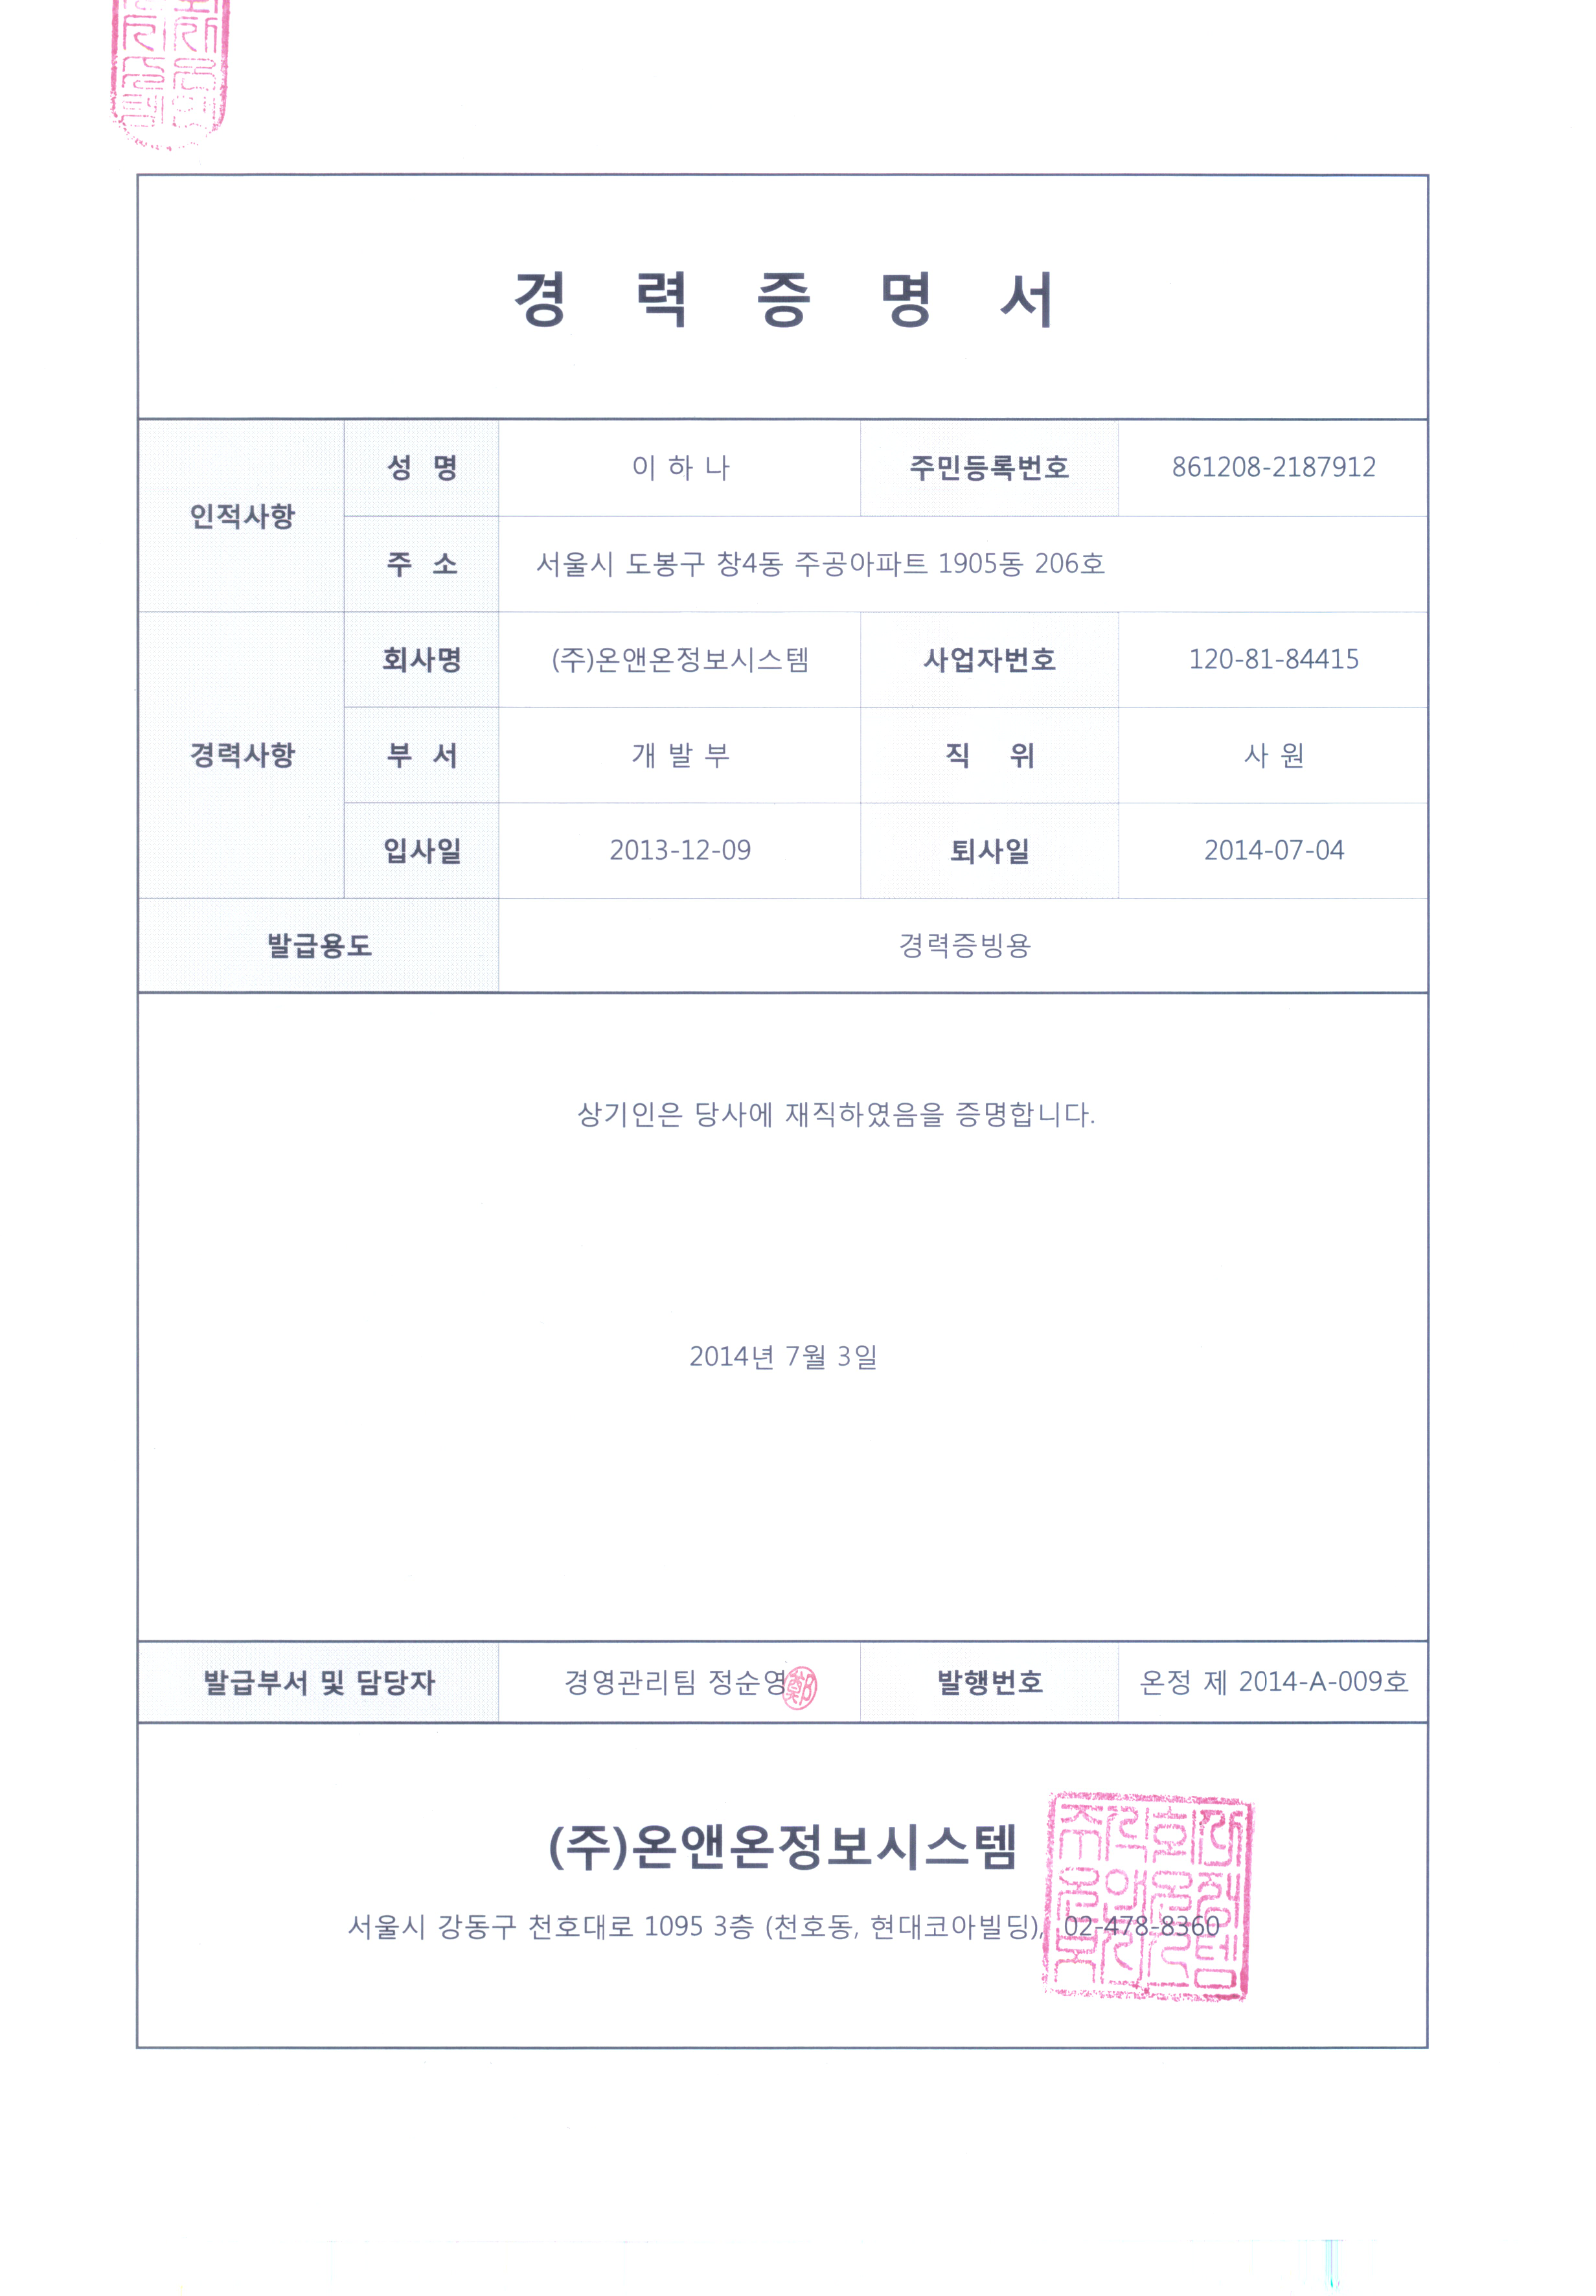 경 력 증 명 서
인적사항 성 명 이 하 나 주민등록번호 861208-2187912
주 소 서울시 도봉구 창4동 주공아파트 1905동 206호
경력사항 회사명 (주)온앤온정보시스템 사업자번호 120-81-84415
부 서 개 발 부 직 위 사 원
입사일 2013-12-09 퇴사일 2014-07-04
발급용도 경력증빙용
상기인은 당사에 재직하였음을 증명합니다.
2014년 7월 3일
발급부서 및 담당자 경영관리팀 정순영 鄭 발행번호 온정 제 2014-A-009호
(주)온앤온정보시스템
서울시 강동구 천호대로 1095 3층 (천호동, 현대코아빌딩), 02-478-8360